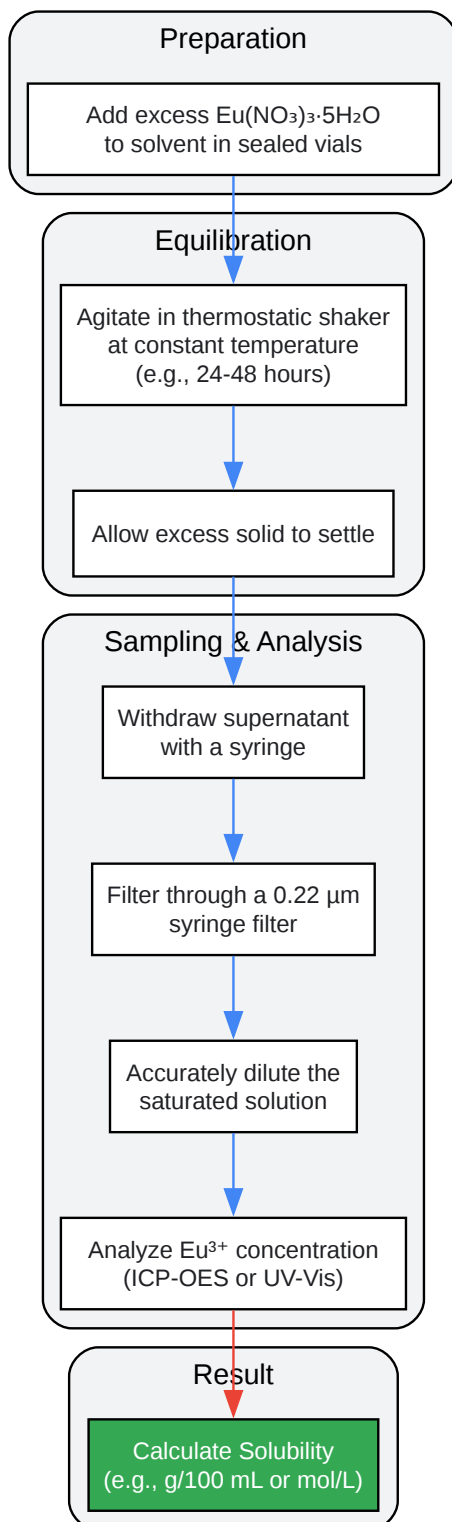 Preparation
Add excess Eu(NO₃)₃·5H₂O
to solvent in sealed vials
Equilibration
Agitate in thermostatic shaker
at constant temperature
(e.g., 24-48 hours)
Allow excess solid to settle
Sampling & Analysis
Withdraw supernatant
with a syringe
Filter through a 0.22 µm
syringe filter
Accurately dilute the
saturated solution
Analyze Eu³⁺ concentration
(ICP-OES or UV-Vis)
Result
Calculate Solubility
(e.g., g/100 mL or mol/L)